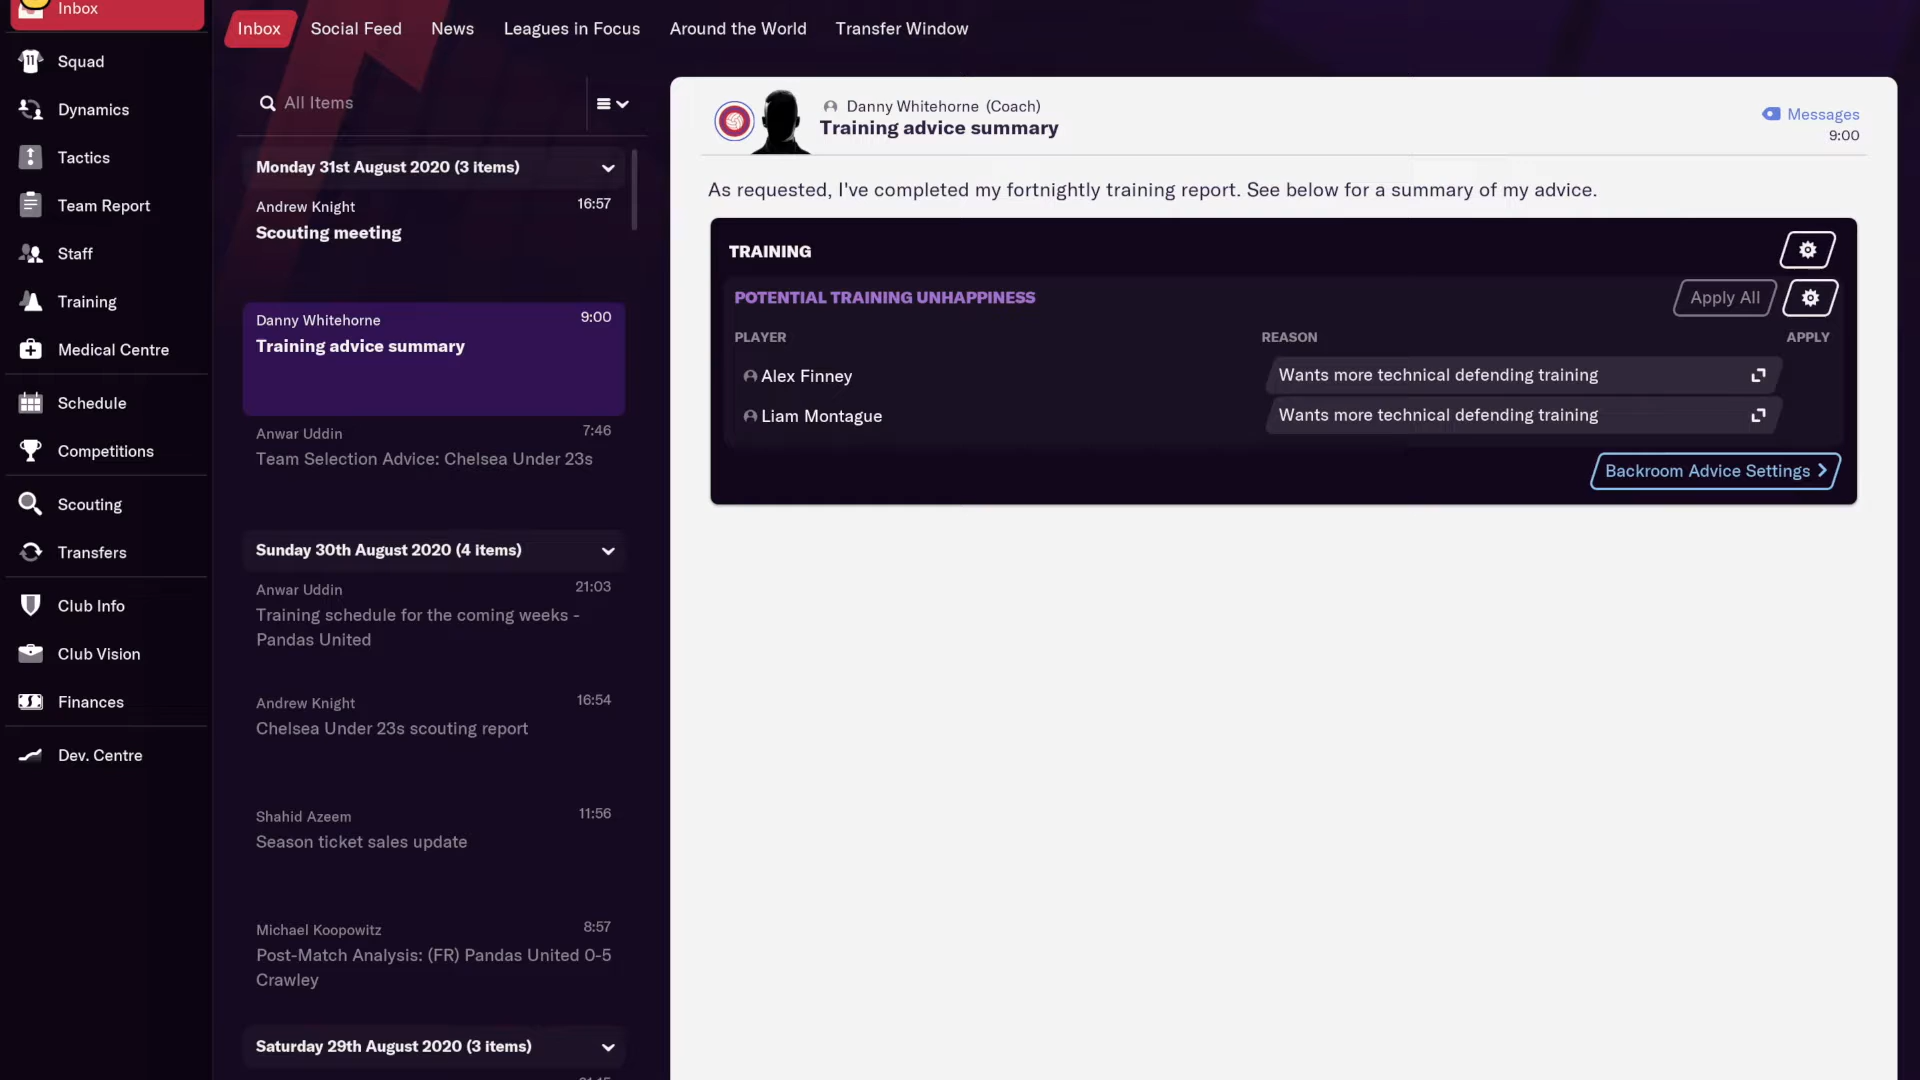 Inbox
Squad
Dynamics
Tactics
Team Report
Staff
Training
Medical Centre
Schedule
Competitions
Scouting
Transfers
Club Info
Club Vision
Finances
Dev. Centre
Inbox Social Feed News Leagues in Focus Around the World Transfer Window
All Items
Monday 31st August 2020 (3 items)
Andrew Knight 16:57
Scouting meeting
Danny Whitehorne 9:00
Training advice summary
Anwar Uddin 7:46
Team Selection Advice: Chelsea Under 23s
Sunday 30th August 2020 (4 items)
Anwar Uddin 21:03
Training schedule for the coming weeks -
Pandas United
Andrew Knight 16:54
Chelsea Under 23s scouting report
Shahid Azeem 11:56
Season ticket sales update
Michael Koopowitz 8:57
Post-Match Analysis: (FR) Pandas United 0-5
Crawley
Saturday 29th August 2020 (3 items)
Danny Whitehorne (Coach)
Training advice summary
Messages
9:00
As requested, I've completed my fortnightly training report. See below for a summary of my advice.
TRAINING
POTENTIAL TRAINING UNHAPPINESS Apply All
PLAYER REASON APPLY
Alex Finney Wants more technical defending training
Liam Montague Wants more technical defending training
Backroom Advice Settings